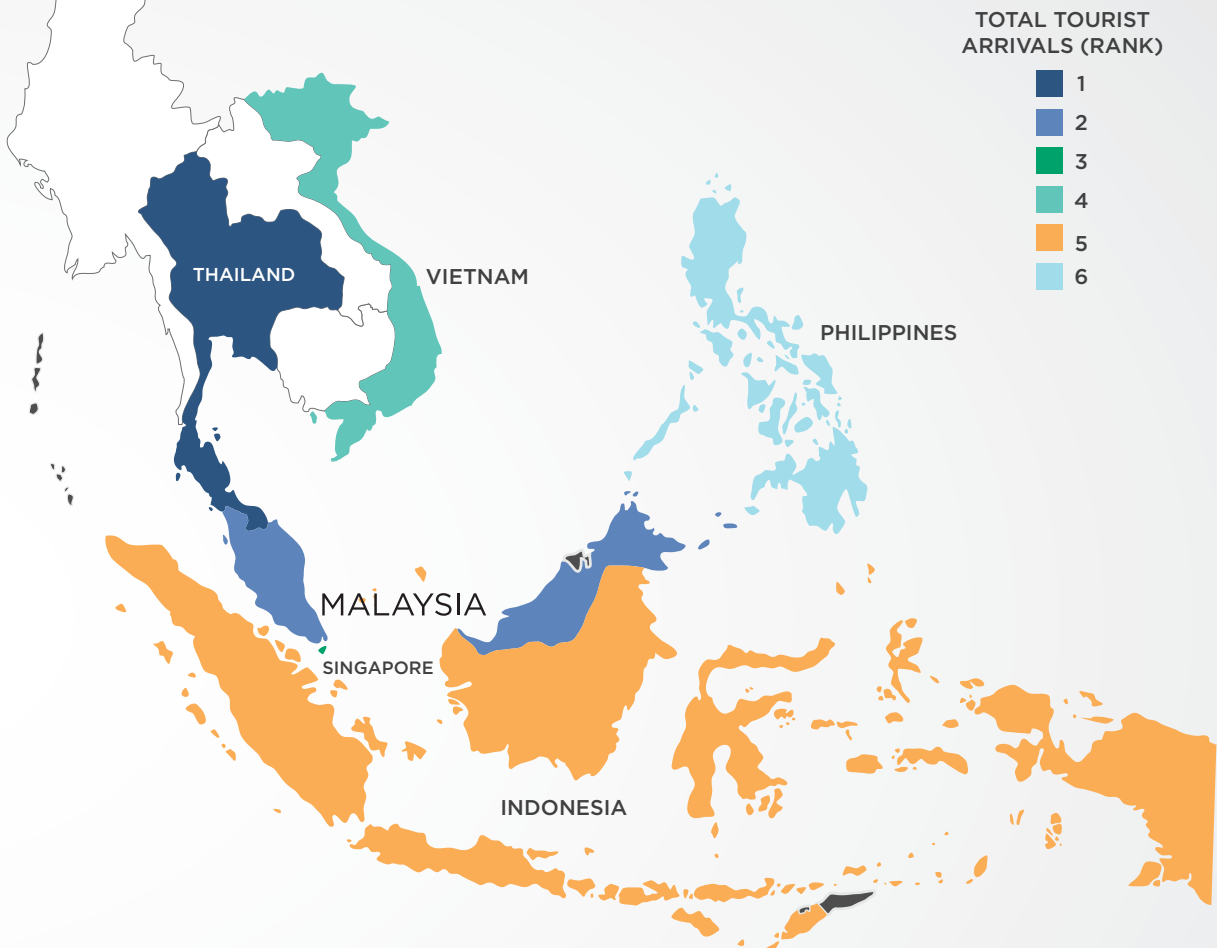 TOTAL TOURIST
ARRIVALS (RANK)
1
2
3
4
5
6
THAILAND
VIETNAM
PHILIPPINES
MALAYSIA
SINGAPORE
INDONESIA